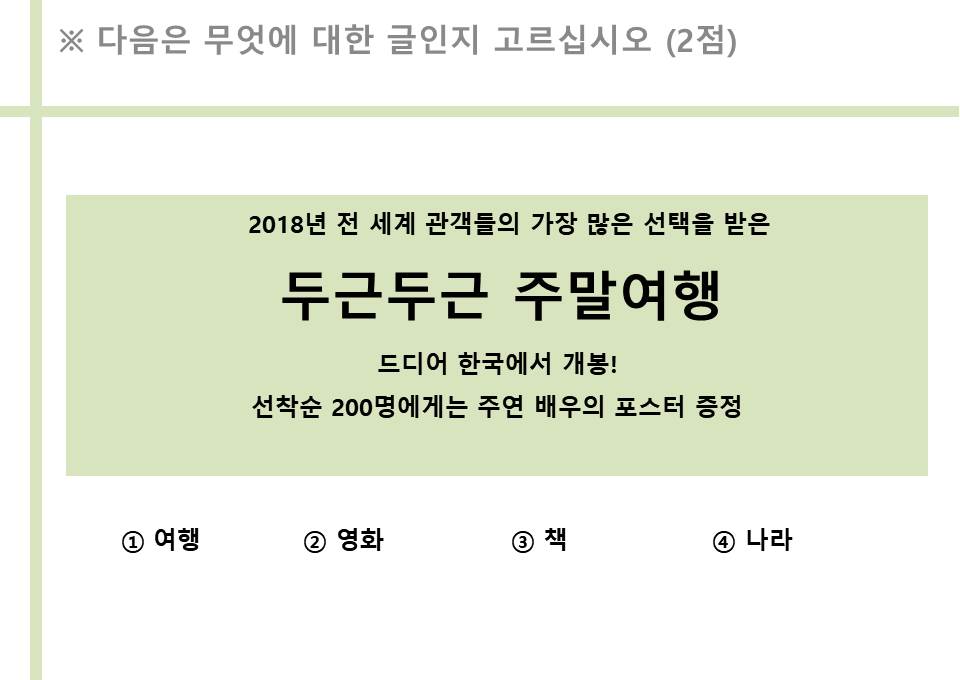 ※ 다음은 무엇에 대한 글인지 고르십시오 (2점)
2018년 전 세계 관객들의 가장 많은 선택을 받은
두근두근 주말여행
드디어 한국에서 개봉!
선착순 200명에게는 주연 배우의 포스터 증정
① 여행 ② 영화 ③ 책 ④ 나라